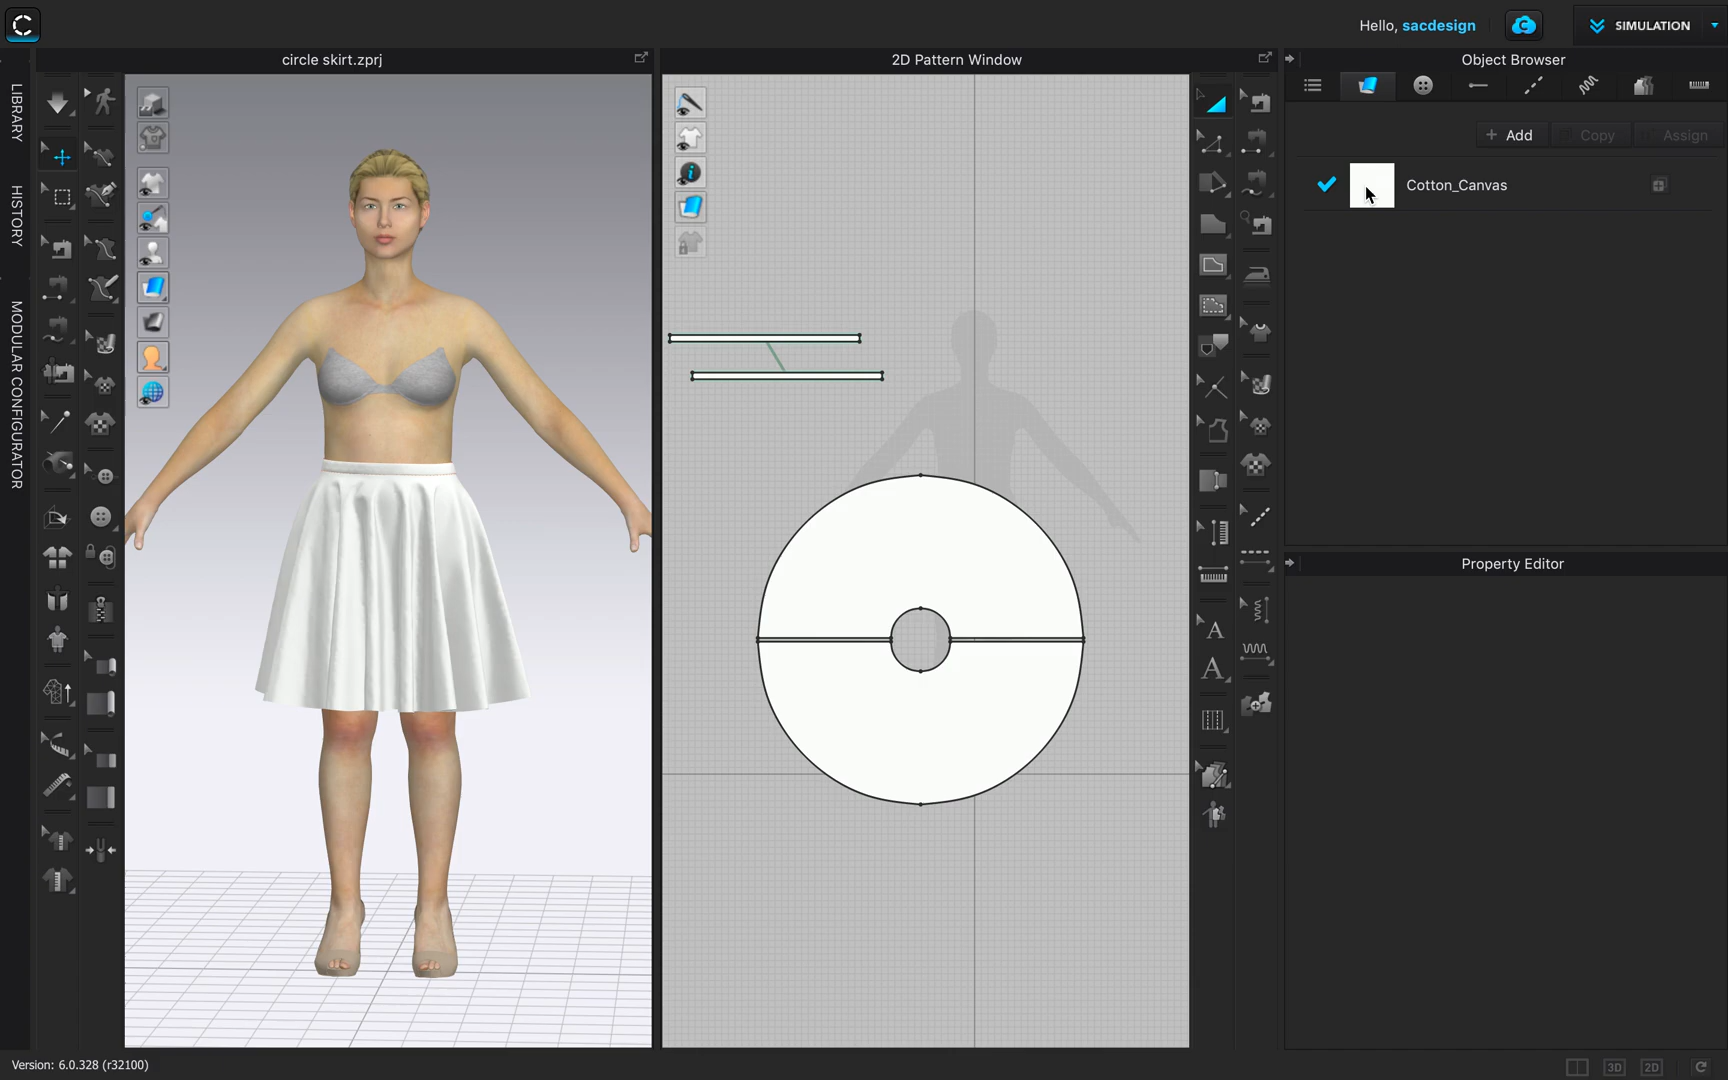 Hello, sacdesign
SIMULATION
circle skirt.zprj
2D Pattern Window
Object Browser
LIBRARY
HISTORY
MODULAR CONFIGURATOR
+ Add
Copy
Assign
Cotton_Canvas
Property Editor
A
A
Version: 6.0.328 (r32100)
3D
2D